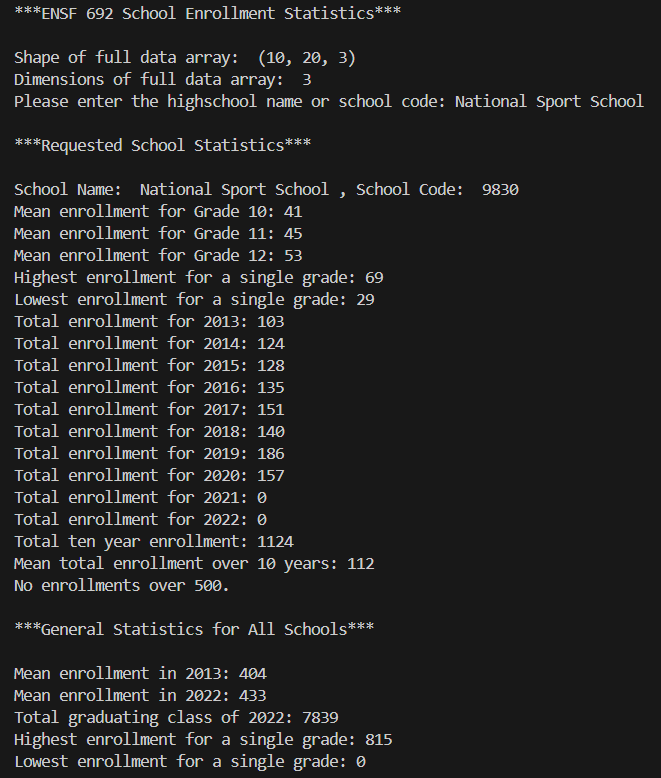 ***ENSF 692 School Enrollment Statistics***
Shape of full data array:  (10, 20, 3)
Dimensions of full data array:  3
Please enter the highschool name or school code: National Sport School
***Requested School Statistics***
School Name:  National Sport School , School Code:  9830
Mean enrollment for Grade 10: 41
Mean enrollment for Grade 11: 45
Mean enrollment for Grade 12: 53
Highest enrollment for a single grade: 69
Lowest enrollment for a single grade: 29
Total enrollment for 2013: 103
Total enrollment for 2014: 124
Total enrollment for 2015: 128
Total enrollment for 2016: 135
Total enrollment for 2017: 151
Total enrollment for 2018: 140
Total enrollment for 2019: 186
Total enrollment for 2020: 157
Total enrollment for 2021: 0
Total enrollment for 2022: 0
Total ten year enrollment: 1124
Mean total enrollment over 10 years: 112
No enrollments over 500.
***General Statistics for All Schools***
Mean enrollment in 2013: 404
Mean enrollment in 2022: 433
Total graduating class of 2022: 7839
Highest enrollment for a single grade: 815
Lowest enrollment for a single grade: 0